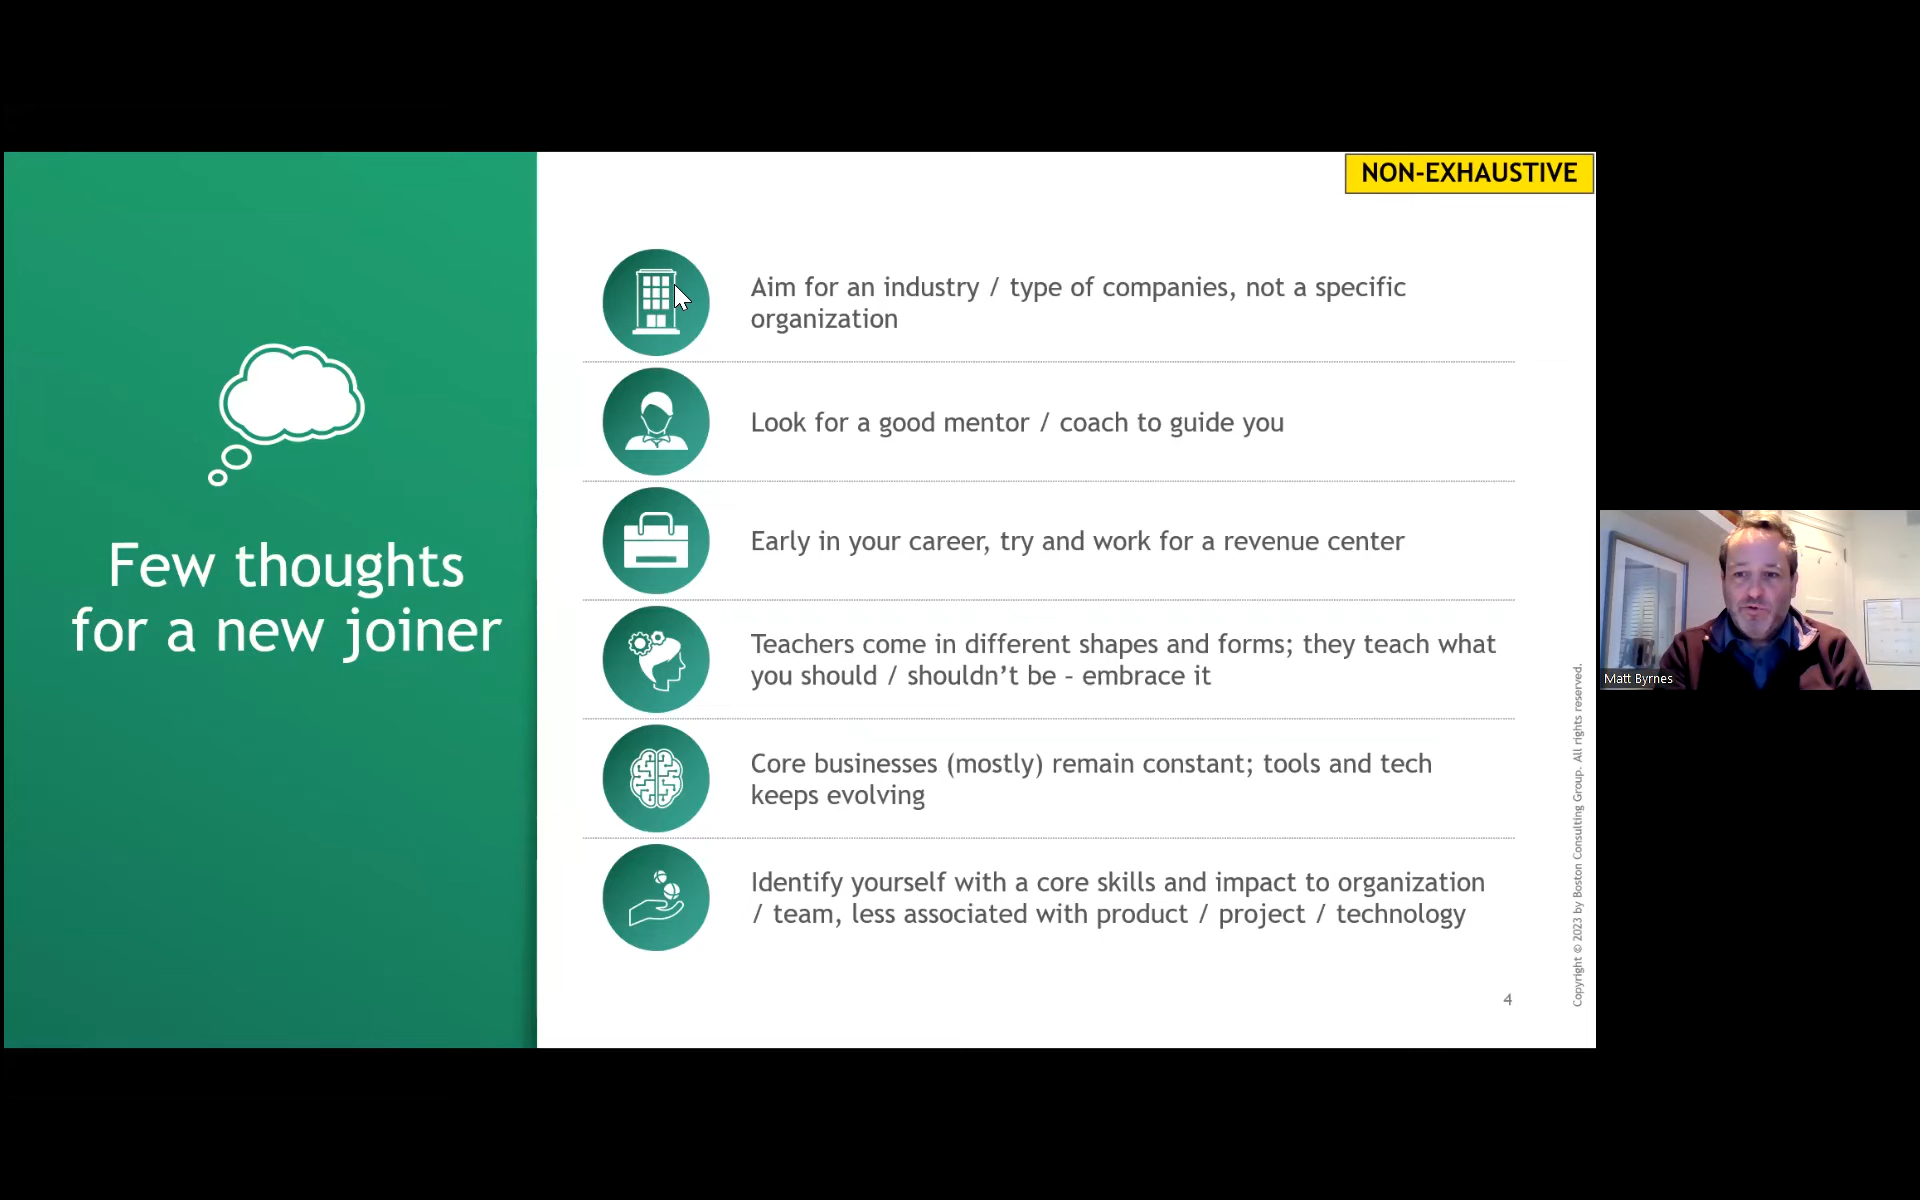 NON-EXHAUSTIVE
Few thoughts
for a new joiner
Aim for an industry / type of companies, not a specific
organization
Look for a good mentor / coach to guide you
Early in your career, try and work for a revenue center
Teachers come in different shapes and forms; they teach what
you should / shouldn’t be – embrace it
Core businesses (mostly) remain constant; tools and tech
keeps evolving
Identify yourself with a core skills and impact to organization
/ team, less associated with product / project / technology
4
Copyright © 2023 by Boston Consulting Group. All rights reserved.
Matt Byrnes